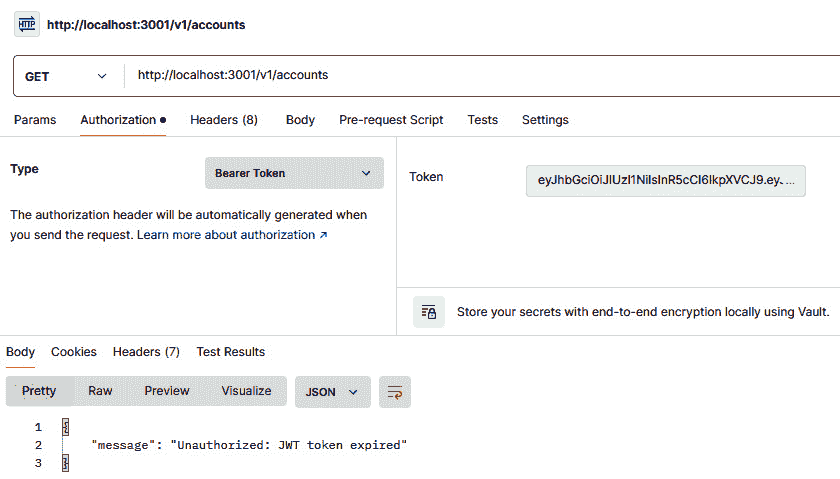 HTTP http://localhost:3001/v1/accounts
GET http://localhost:3001/v1/accounts
Params Authorization Headers (8) Body Pre-request Script Tests Settings
Type Bearer Token
The authorization header will be automatically generated when
you send the request. Learn more about authorization ↗
Token eyJhbGciOiJIUzI1NiIsInR5cCI6IkpXVCJ9.ey. ...
Store your secrets with end-to-end encryption locally using Vault.
Body Cookies Headers (7) Test Results
Pretty Raw Preview Visualize JSON
1 {
2 "message": "Unauthorized: JWT token expired"
3 }